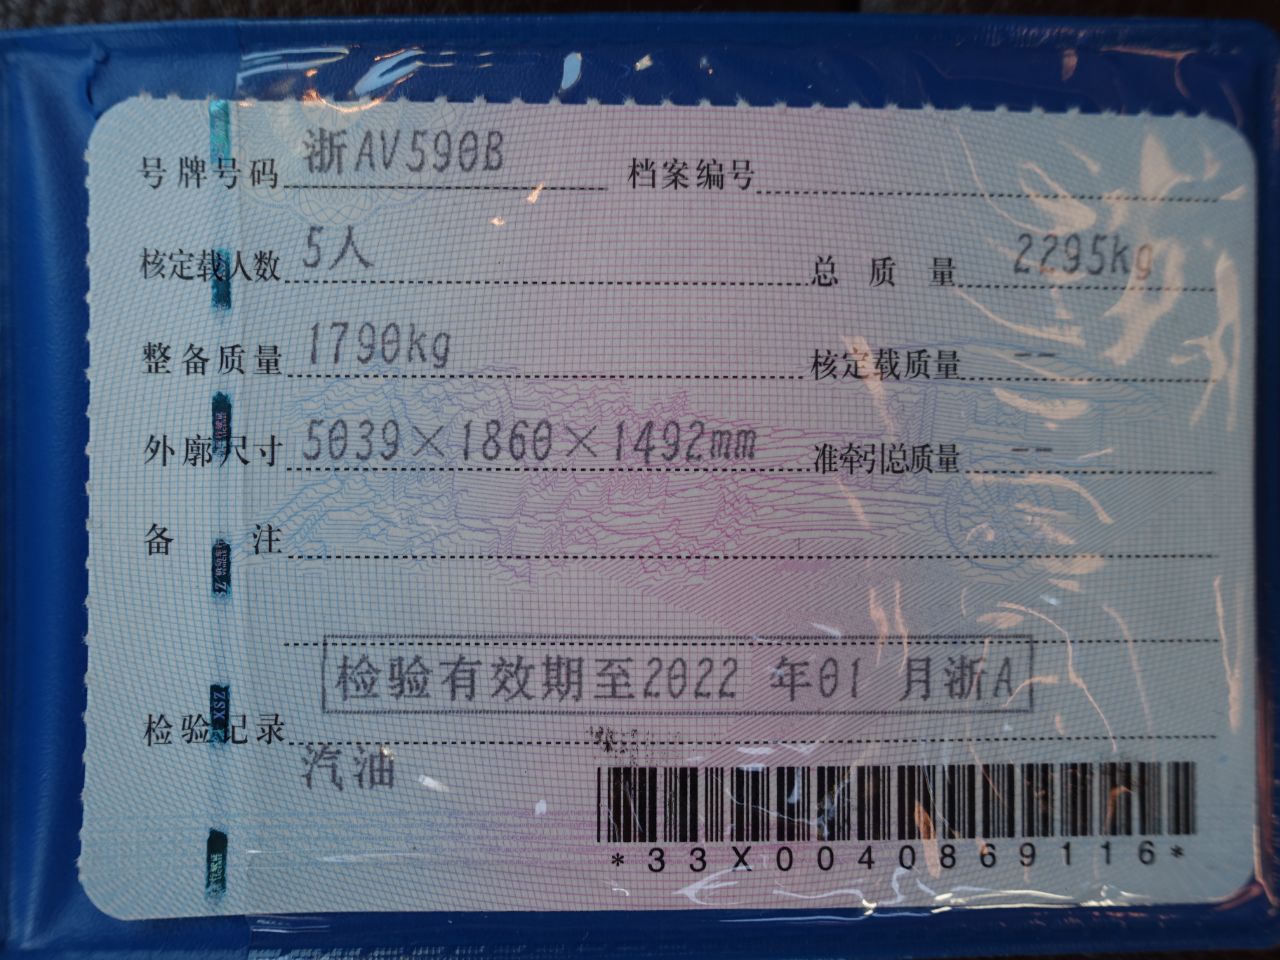 号牌号码 浙AV590B 档案编号
核定载人数 5人 总质量 2295kg
整备质量 1790kg 核定载质量 --
外廓尺寸 5039×1860×1492mm 准牵引总质量 --
备注
检验有效期至2022 年01 月浙A
检验记录
汽油
*33X0040869116*